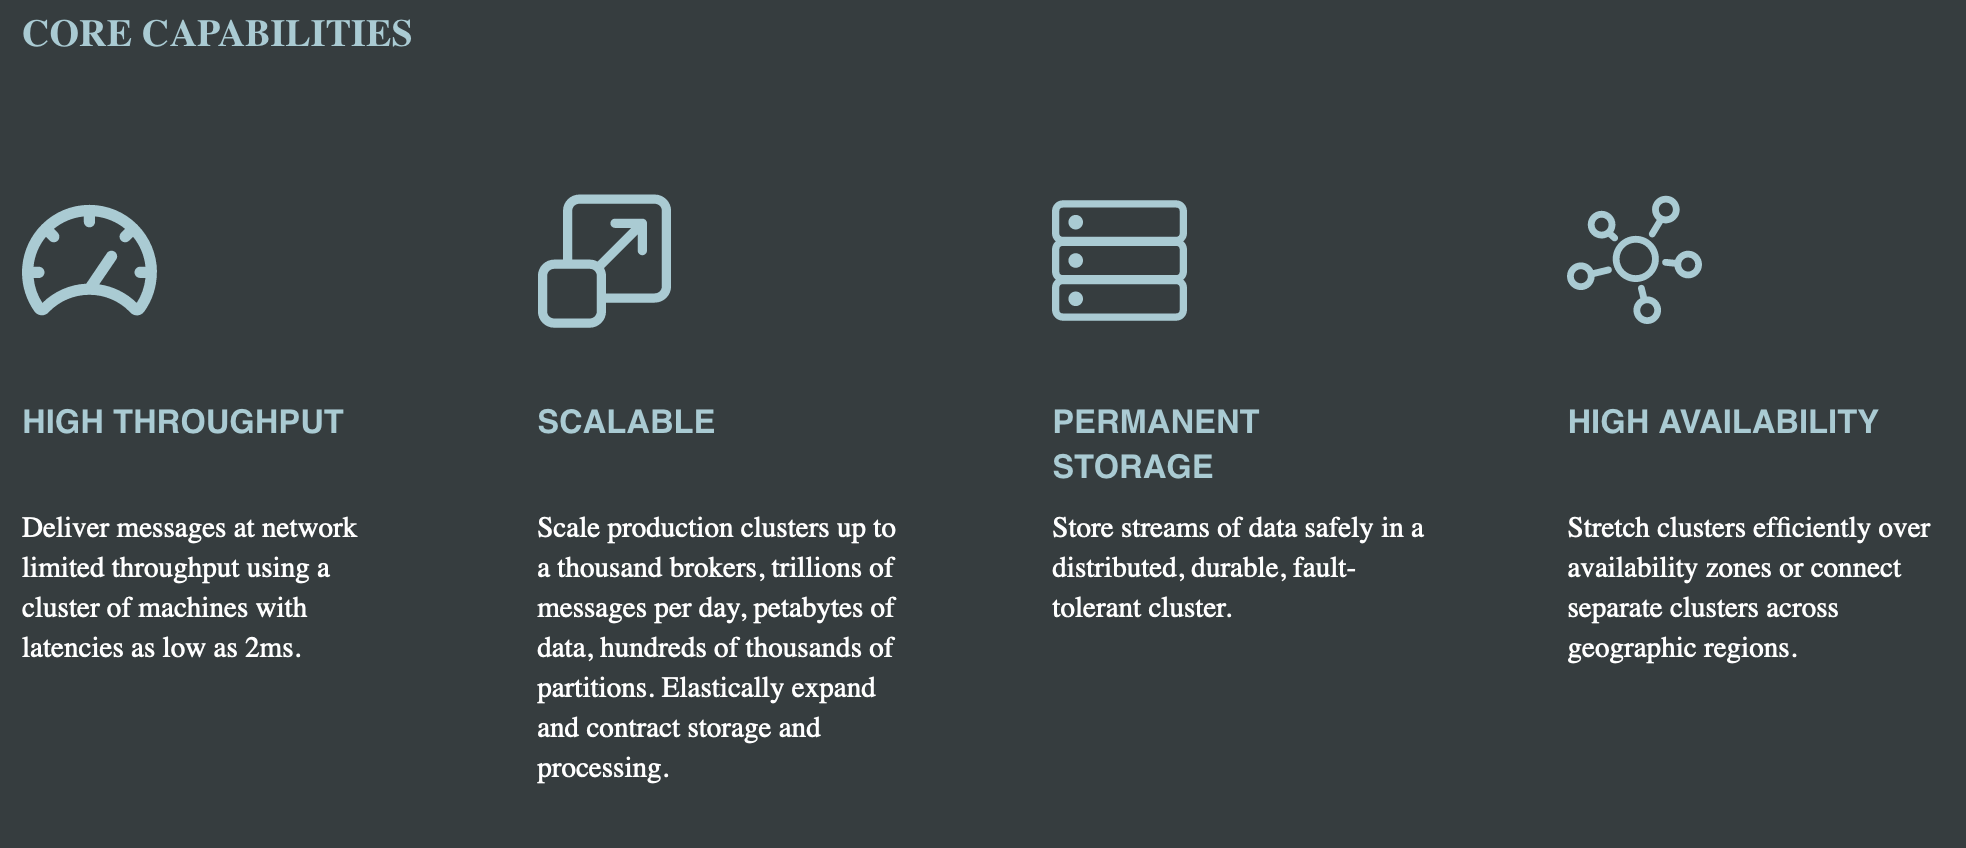 CORE CAPABILITIES
HIGH THROUGHPUT
Deliver messages at network
limited throughput using a
cluster of machines with
latencies as low as 2ms.
SCALABLE
Scale production clusters up to
a thousand brokers, trillions of
messages per day, petabytes of
data, hundreds of thousands of
partitions. Elastically expand
and contract storage and
processing.
PERMANENT
STORAGE
Store streams of data safely in a
distributed, durable, fault-
tolerant cluster.
HIGH AVAILABILITY
Stretch clusters efficiently over
availability zones or connect
separate clusters across
geographic regions.